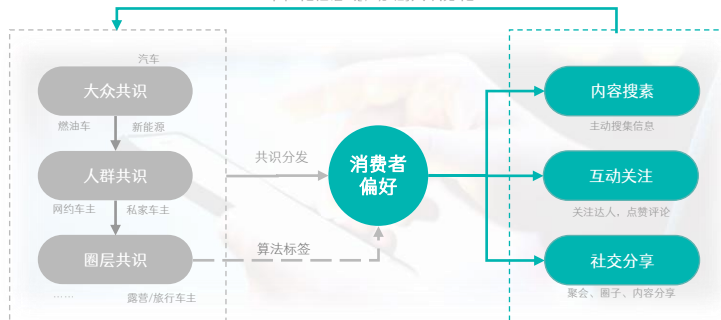 汽车
大众共识
燃油车 新能源
人群共识
网约车主 私家车主
圈层共识
……
露营/旅行车主
共识分发
算法标签
消费者
偏好
内容搜素
主动搜集信息
互动关注
关注达人，点赞评论
社交分享
聚会、圈子、内容分享